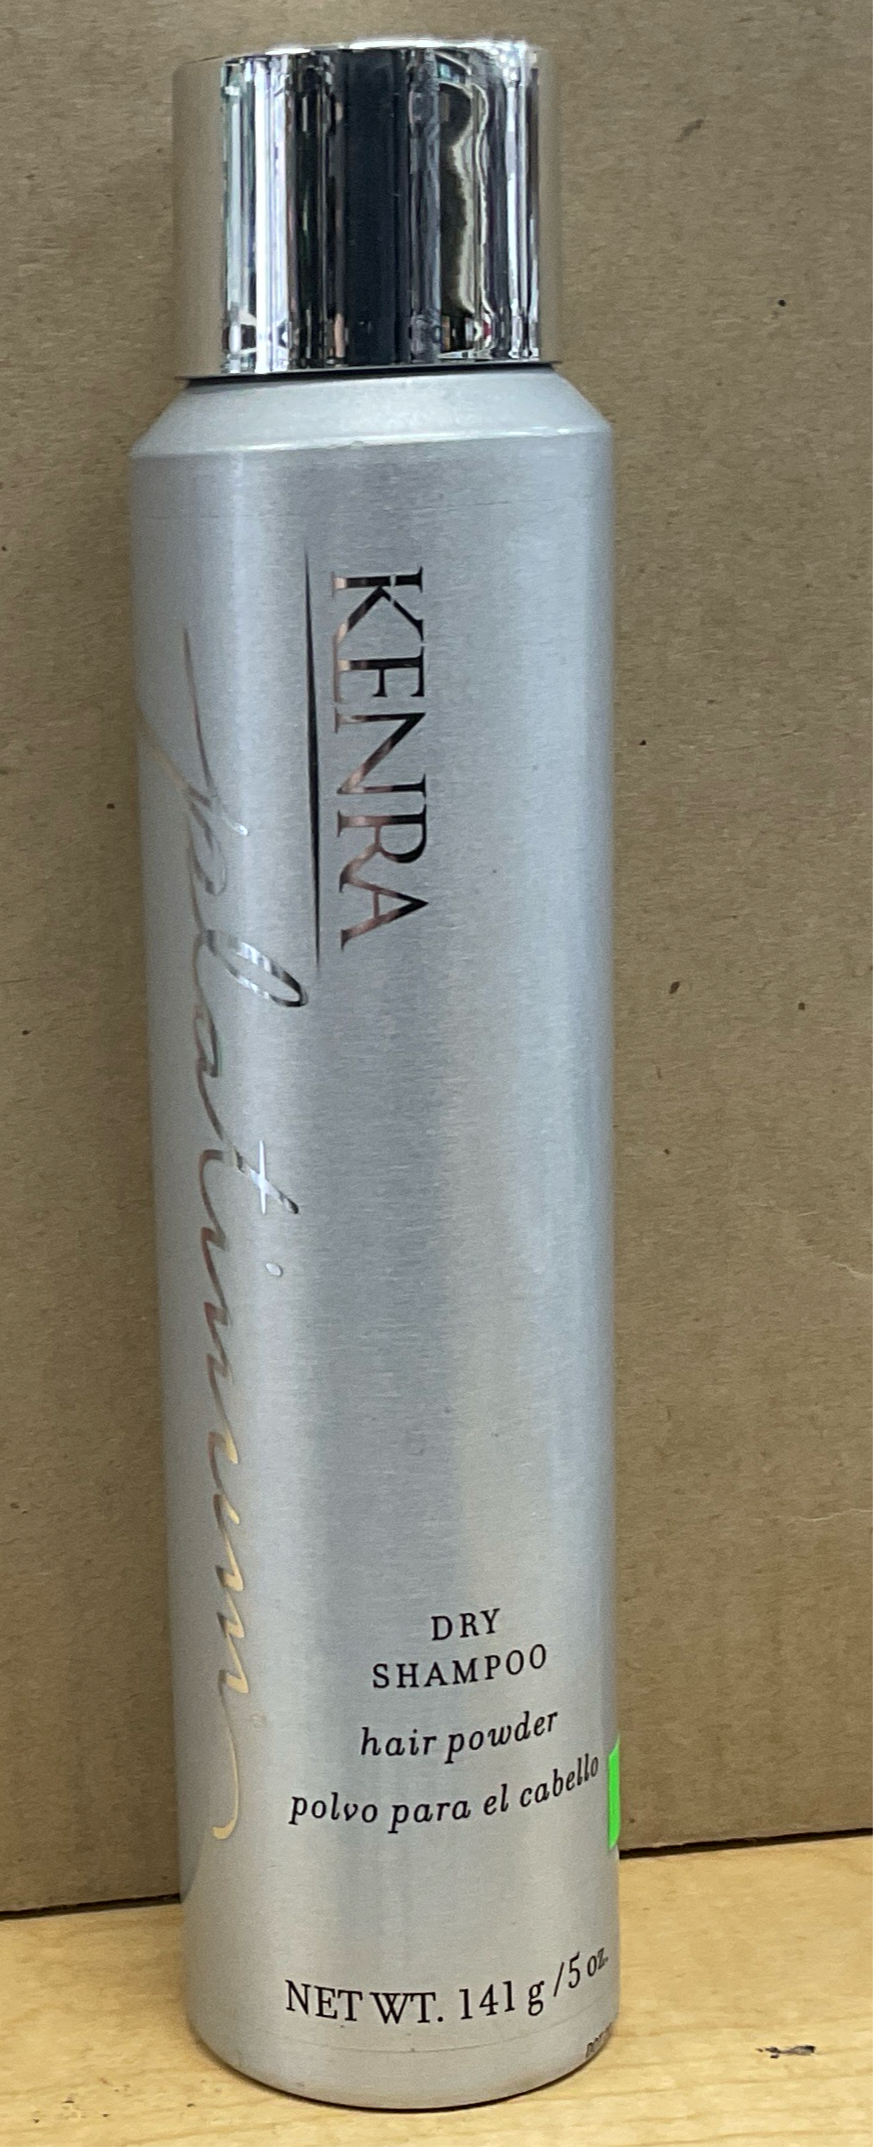 KENRA
platinum
DRY
SHAMPOO
hair powder
polvo para el cabello
NET WT. 141 g / 5 oz.